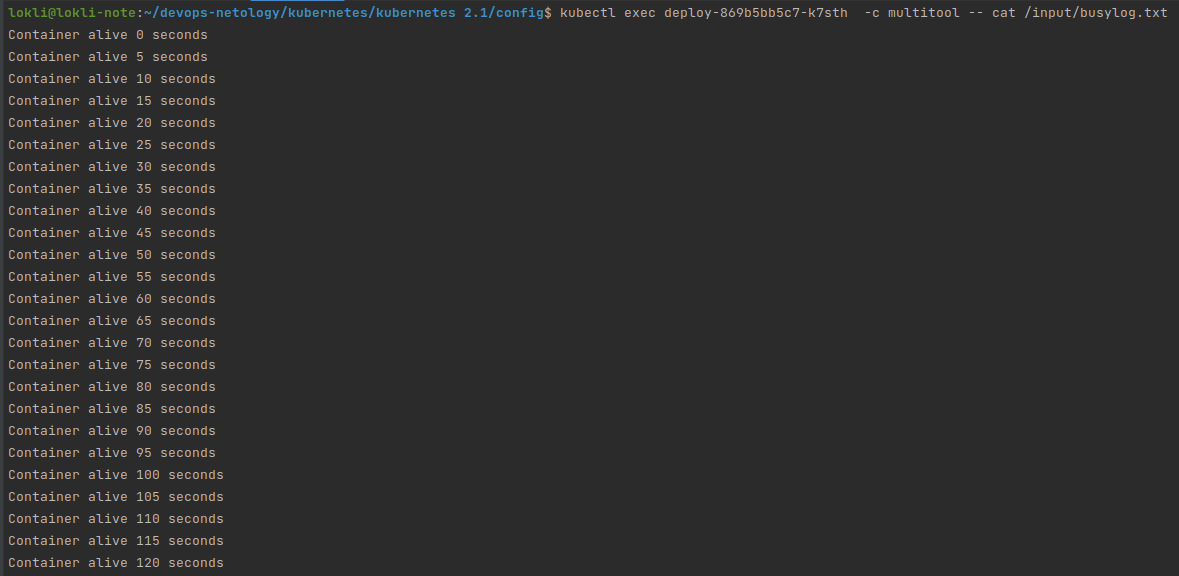 lokli@lokli-note:~/devops-netology/kubernetes/kubernetes 2.1/config$ kubectl exec deploy-869b5bb5c7-k7sth  -c multitool -- cat /input/busylog.txt
Container alive 0 seconds
Container alive 5 seconds
Container alive 10 seconds
Container alive 15 seconds
Container alive 20 seconds
Container alive 25 seconds
Container alive 30 seconds
Container alive 35 seconds
Container alive 40 seconds
Container alive 45 seconds
Container alive 50 seconds
Container alive 55 seconds
Container alive 60 seconds
Container alive 65 seconds
Container alive 70 seconds
Container alive 75 seconds
Container alive 80 seconds
Container alive 85 seconds
Container alive 90 seconds
Container alive 95 seconds
Container alive 100 seconds
Container alive 105 seconds
Container alive 110 seconds
Container alive 115 seconds
Container alive 120 seconds